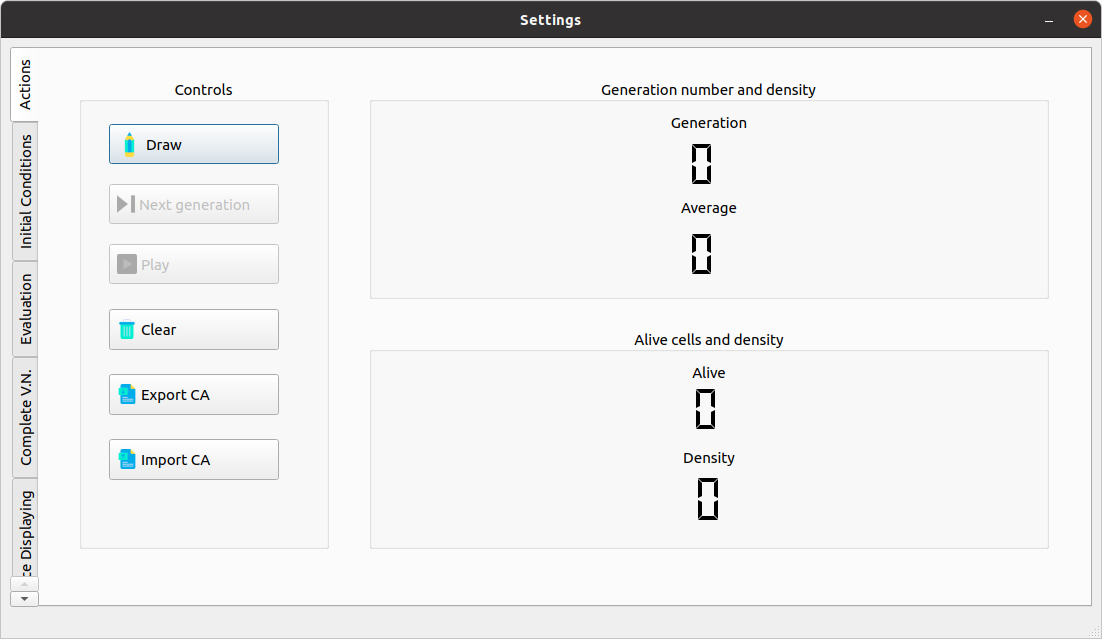 Settings
Actions
Initial Conditions
Evaluation
Complete V.N.
ce Displaying
Controls
Draw
Next generation
Play
Clear
Export CA
Import CA
Generation number and density
Generation
0
Average
0
Alive cells and density
Alive
0
Density
0